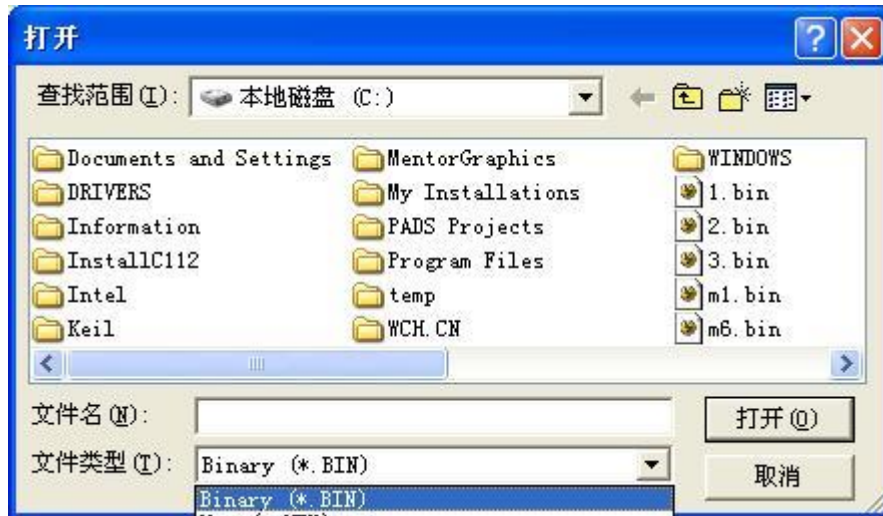 打开
查找范围(I): 本地磁盘 (C:)
Documents and Settings MentorGraphics WINDOWS
DRIVERS My Installations 1.bin
Information PADS Projects 2.bin
InstallC112 Program Files 3.bin
Intel temp m1.bin
Keil WCH.CN m6.bin
文件名(N): 打开(O)
文件类型(T): Binary (*.BIN) 取消
Binary (*.BIN)